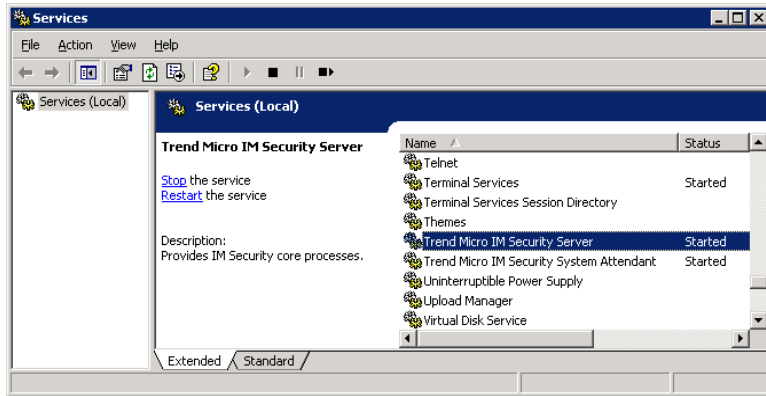 Services
File Action View Help
Services (Local)
Services (Local)
Trend Micro IM Security Server
Stop the service
Restart the service
Description:
Provides IM Security core processes.
Name Status
Telnet
Terminal Services Started
Terminal Services Session Directory
Themes
Trend Micro IM Security Server Started
Trend Micro IM Security System Attendant Started
Uninterruptible Power Supply
Upload Manager
Virtual Disk Service
Extended Standard